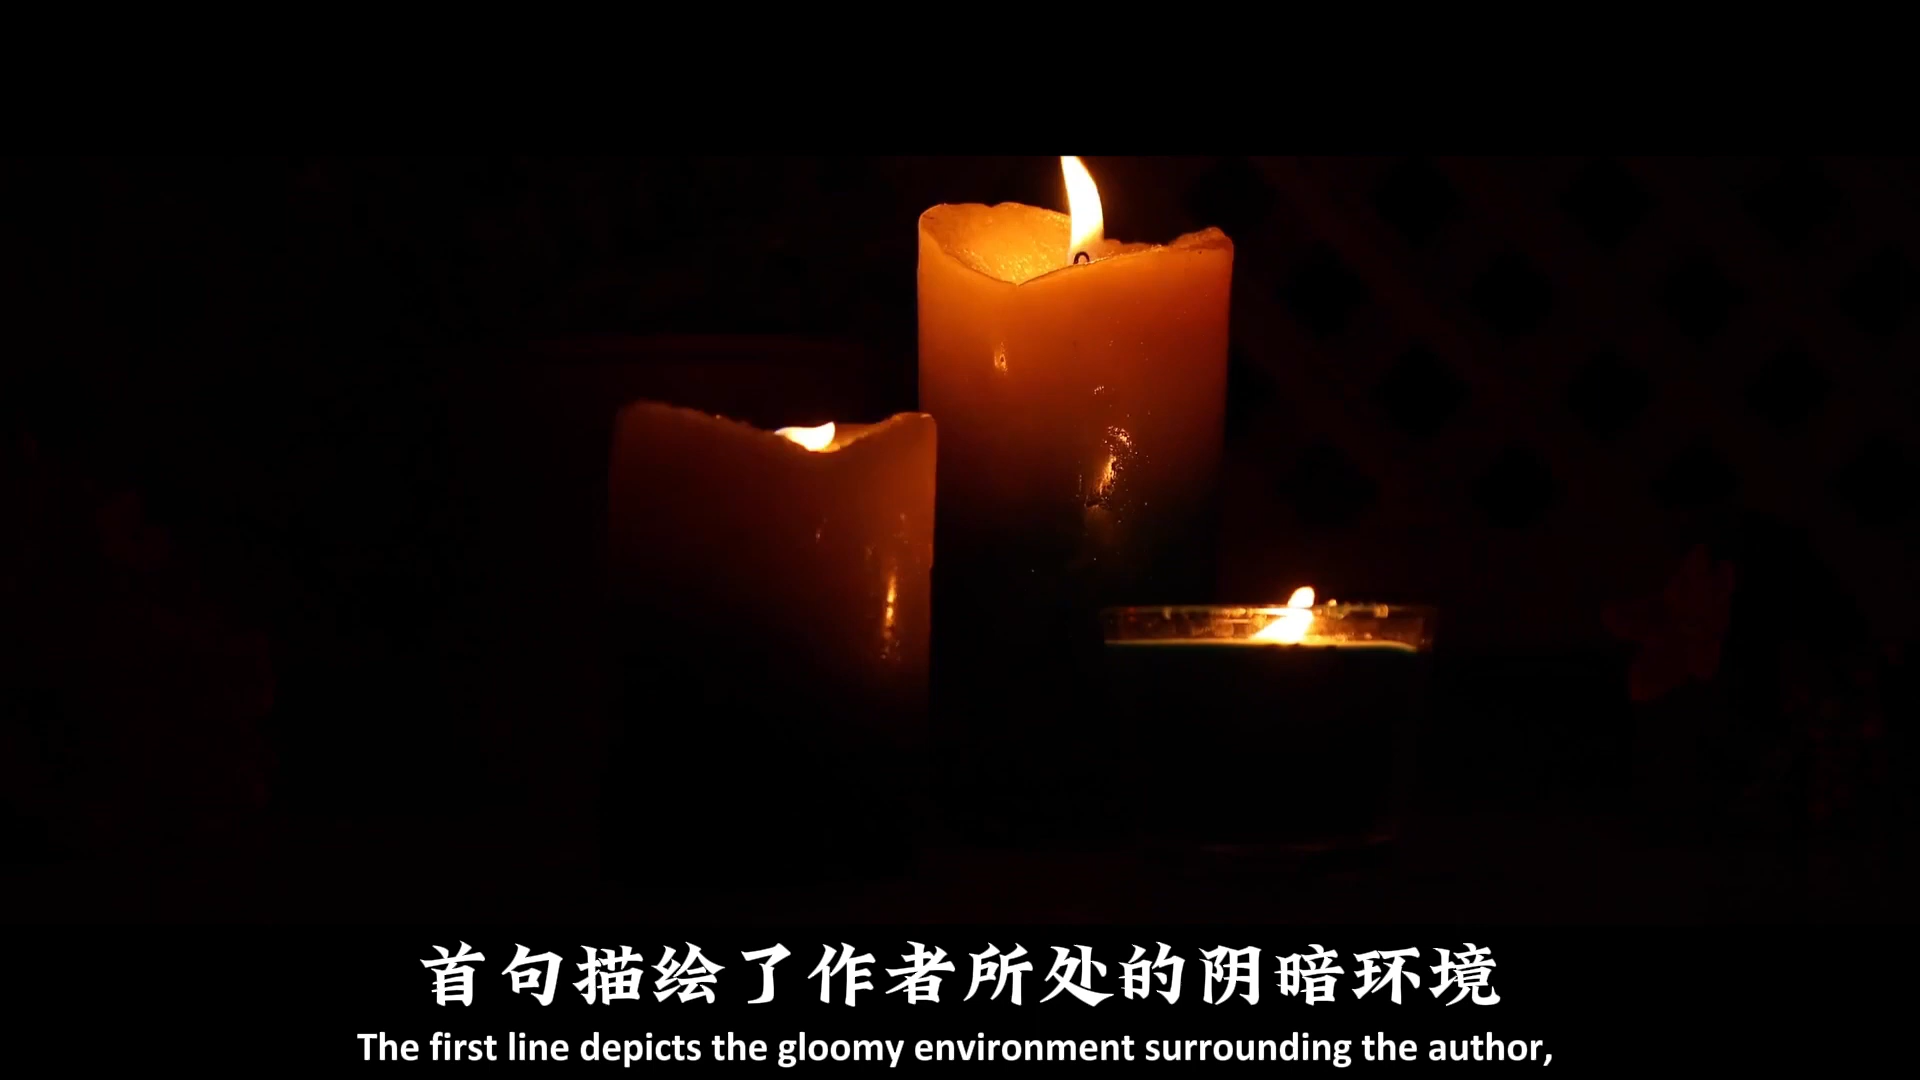 首句描绘了作者所处的阴暗环境
The first line depicts the gloomy environment surrounding the author,